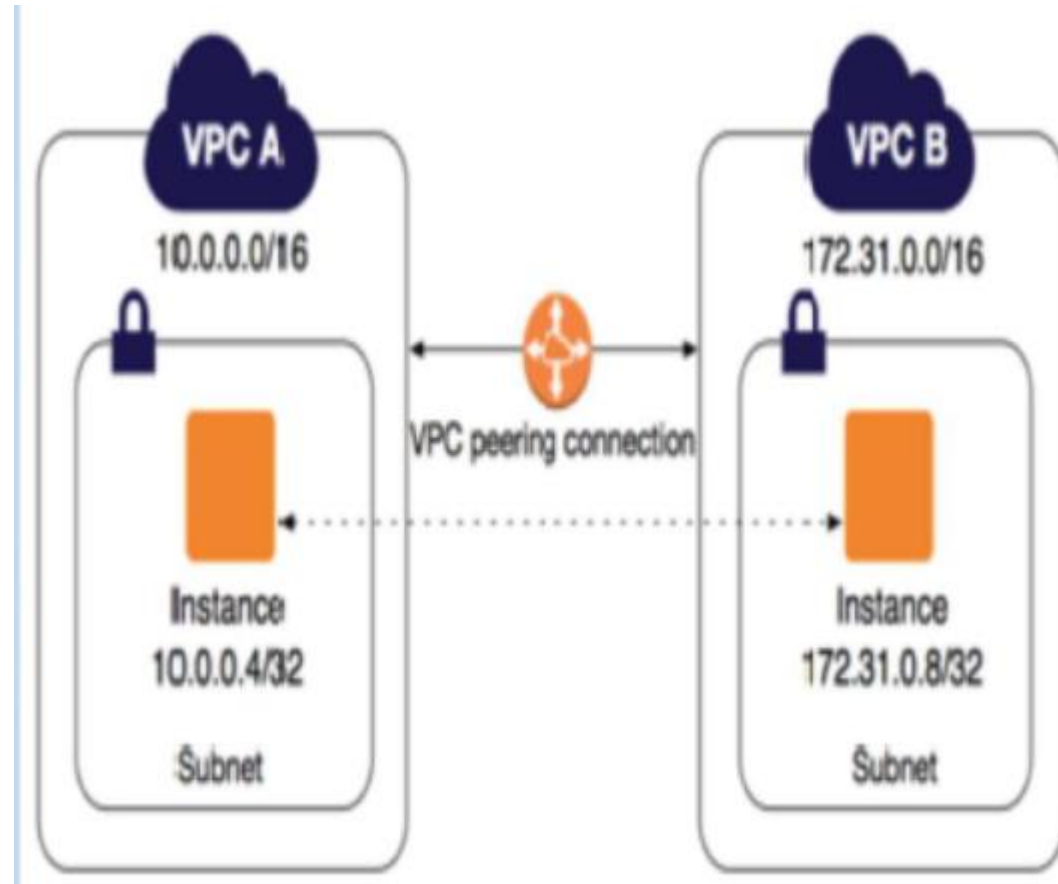 VPC A
10.0.0.0/16
Instance
10.0.0.4/32
Subnet
VPC peering connection
VPC B
172.31.0.0/16
Instance
172.31.0.8/32
Subnet